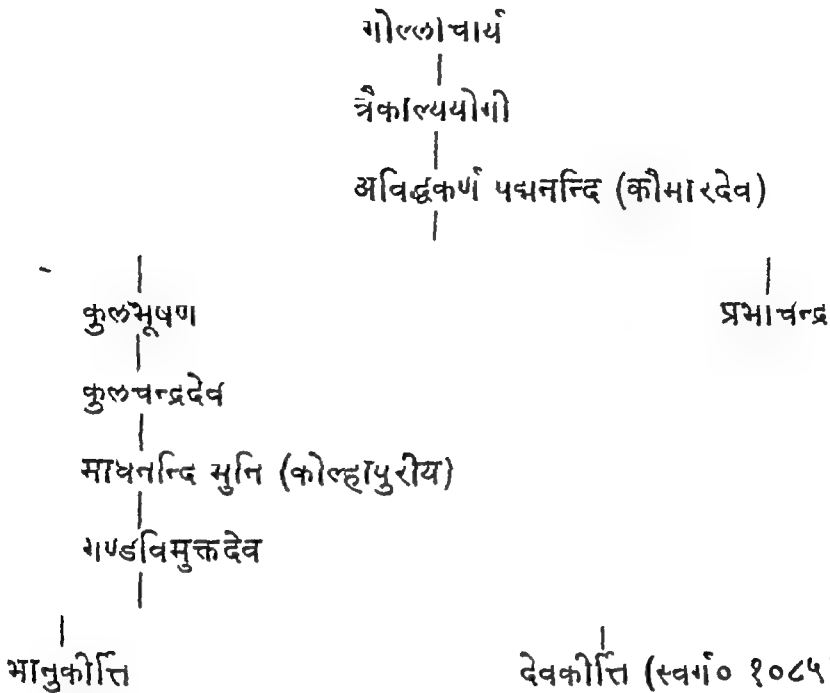 गोल्लाचार्य
त्रैकाल्ययोगी
अविद्धकर्ण पद्मनन्दि (कौमारदेव)
कुलभूषण प्रभाचन्द्र
कुलचन्द्रदेव
माघनन्दि मुनि (कोल्हापुरीय)
गण्डविमुक्तदेव
भानुकीर्त्ति देवकीर्त्ति (स्वर्ग० १०८५